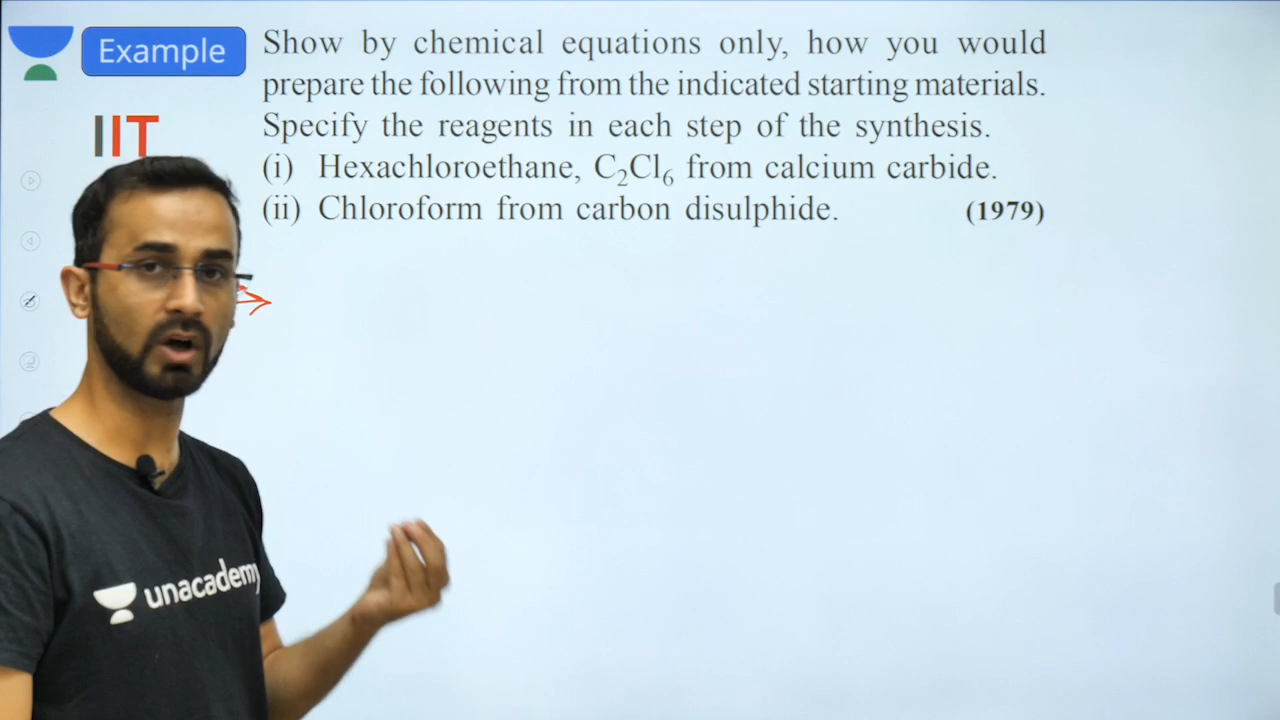 Example
Show by chemical equations only, how you would
prepare the following from the indicated starting materials.
IIT
Specify the reagents in each step of the synthesis.
(i) Hexachloroethane, C₂Cl₆ from calcium carbide.
(ii) Chloroform from carbon disulphide. (1979)
unacademy